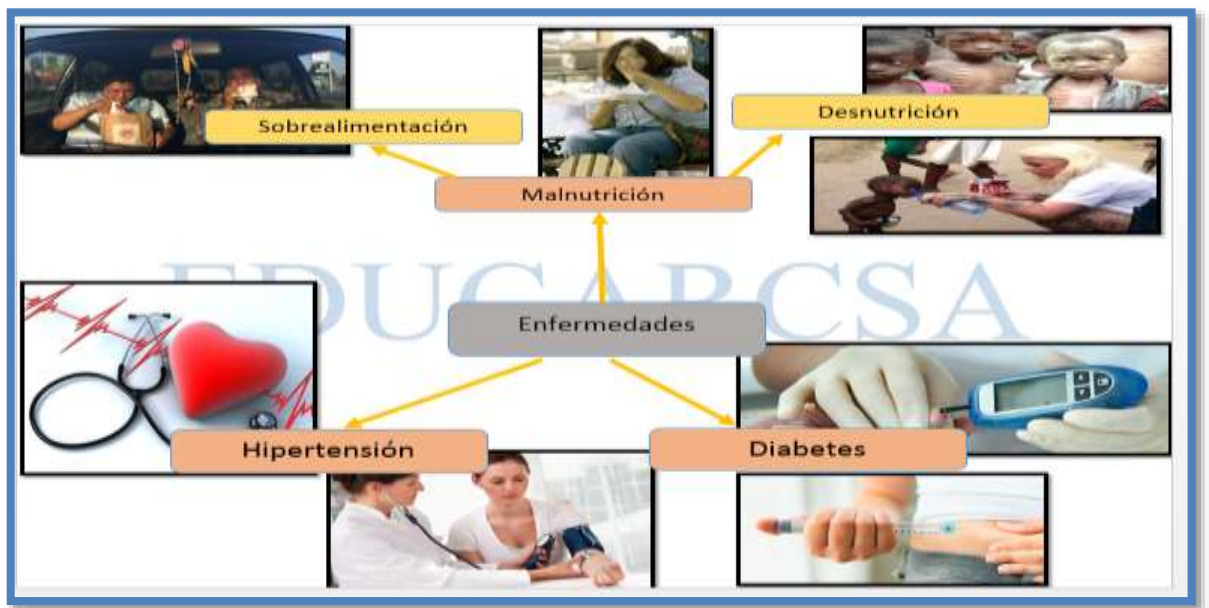 Sobrealimentación
Desnutrición
Malnutrición
EDUCARCSA
Enfermedades
Hipertensión
Diabetes